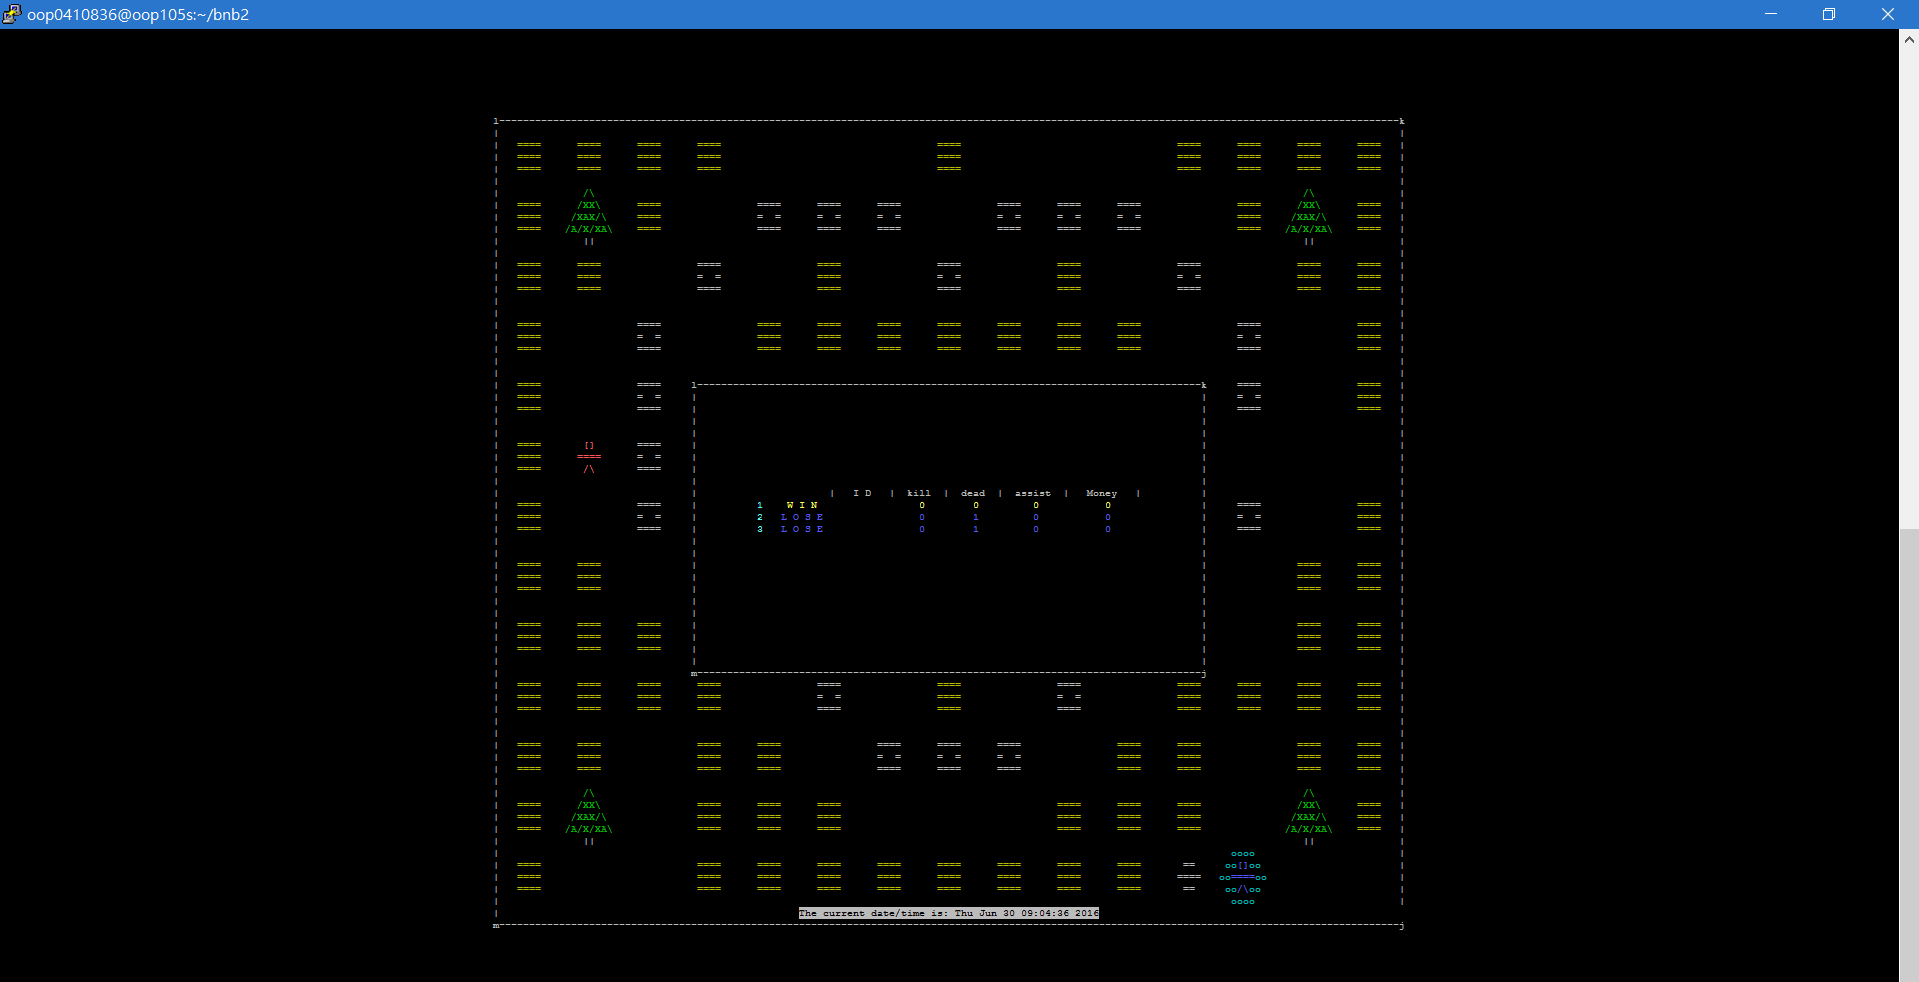 oop0410836@oop105s:~/bnb2
| I D | kill | dead | assist | Money |
1 W I N 0 0 0 0
2 L O S E 0 1 0 0
3 L O S E 0 1 0 0
The current date/time is: Thu Jun 30 09:04:36 2016